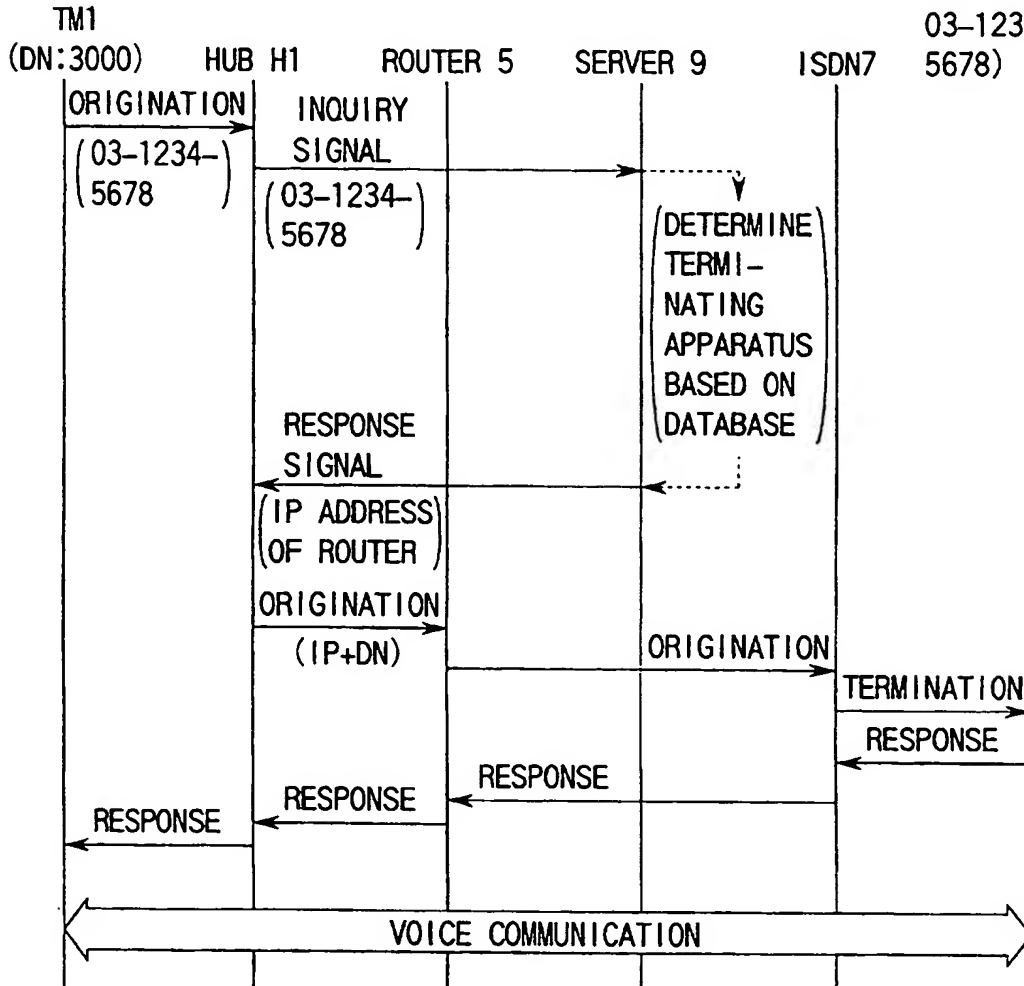 TM1
(DN:3000)
HUB H1
ROUTER 5
SERVER 9
ISDN7
03-123
5678)
ORIGINATION
(03-1234-
5678)
INQUIRY
SIGNAL
(03-1234-
5678)
(DETERMINE
TERMI-
NATING
APPARATUS
BASED ON
DATABASE)
RESPONSE
SIGNAL
(IP ADDRESS
OF ROUTER)
ORIGINATION
(IP+DN)
ORIGINATION
TERMINATION
RESPONSE
RESPONSE
RESPONSE
RESPONSE
VOICE COMMUNICATION